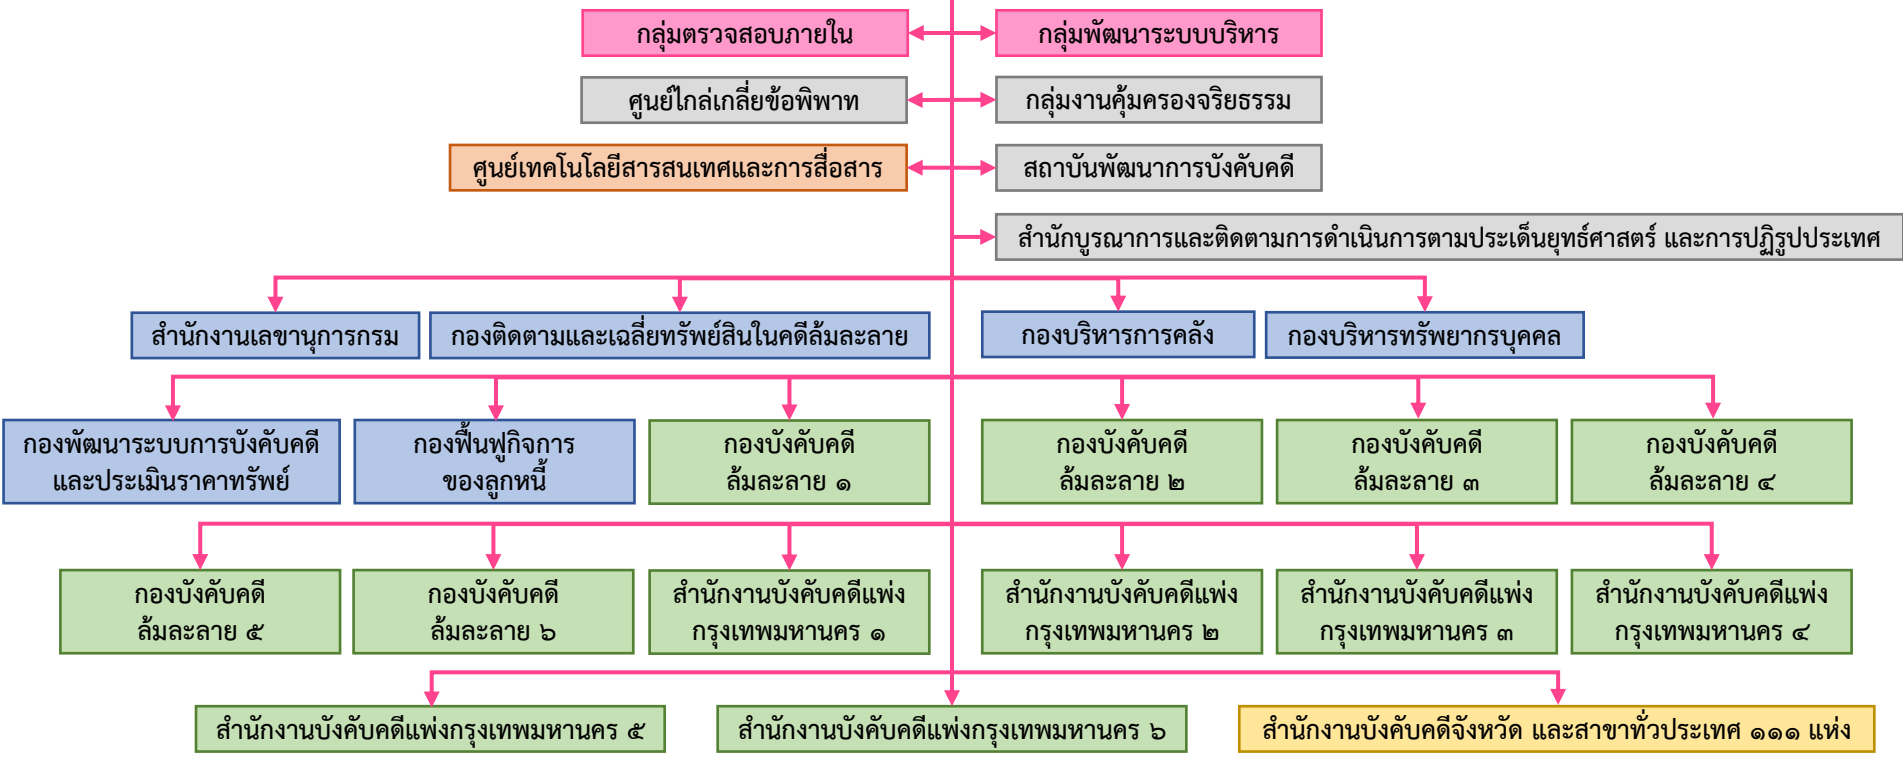 กลุ่มตรวจสอบภายใน
กลุ่มพัฒนาระบบบริหาร
ศูนย์ไกล่เกลี่ยข้อพิพาท
กลุ่มงานคุ้มครองจริยธรรม
ศูนย์เทคโนโลยีสารสนเทศและการสื่อสาร
สถาบันพัฒนาการบังคับคดี
สำนักบูรณาการและติดตามการดำเนินการตามประเด็นยุทธ์ศาสตร์ และการปฏิรูปประเทศ
สำนักงานเลขานุการกรม
กองติดตามและเฉลี่ยทรัพย์สินในคดีล้มละลาย
กองบริหารการคลัง
กองบริหารทรัพยากรบุคคล
กองพัฒนาระบบการบังคับคดี
และประเมินราคาทรัพย์
กองฟื้นฟูกิจการ
ของลูกหนี้
กองบังคับคดี
ล้มละลาย ๑
กองบังคับคดี
ล้มละลาย ๒
กองบังคับคดี
ล้มละลาย ๓
กองบังคับคดี
ล้มละลาย ๔
กองบังคับคดี
ล้มละลาย ๕
กองบังคับคดี
ล้มละลาย ๖
สำนักงานบังคับคดีแพ่ง
กรุงเทพมหานคร ๑
สำนักงานบังคับคดีแพ่ง
กรุงเทพมหานคร ๒
สำนักงานบังคับคดีแพ่ง
กรุงเทพมหานคร ๓
สำนักงานบังคับคดีแพ่ง
กรุงเทพมหานคร ๔
สำนักงานบังคับคดีแพ่งกรุงเทพมหานคร ๕
สำนักงานบังคับคดีแพ่งกรุงเทพมหานคร ๖
สำนักงานบังคับคดีจังหวัด และสาขาทั่วประเทศ ๑๑๑ แห่ง